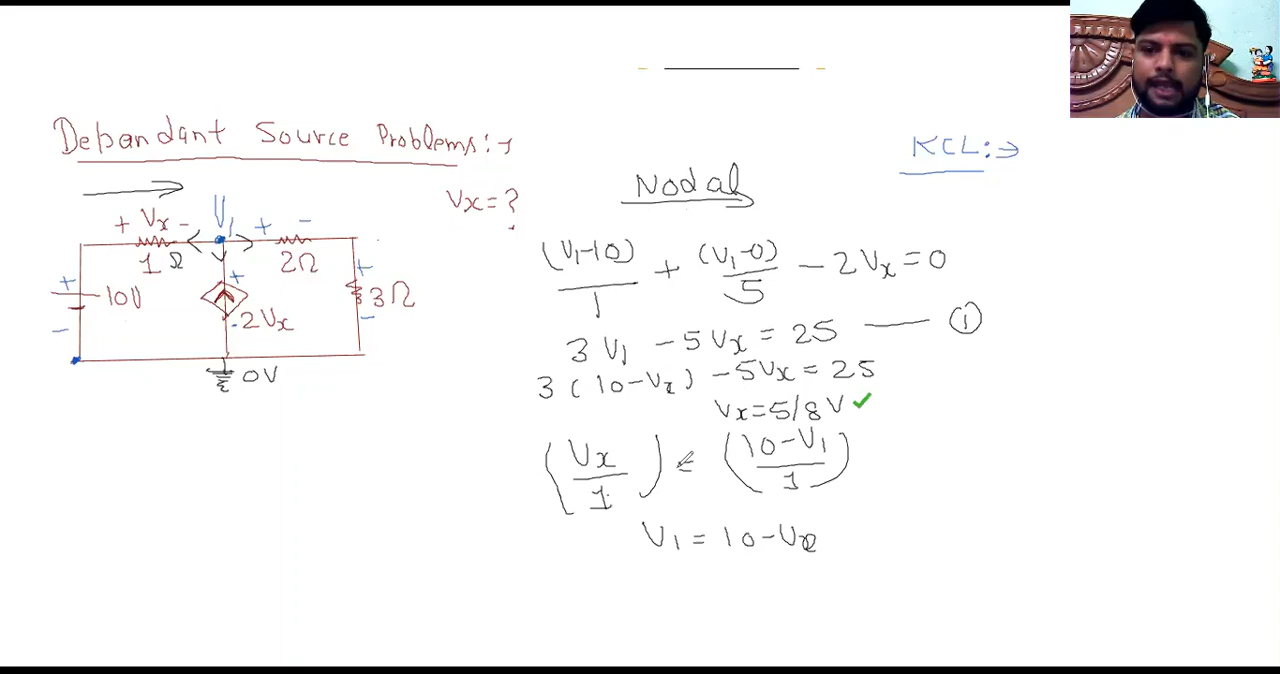 Depandant Source Problems:→
KCL:→
Vx = ?
Nodal
+ Vx -
V1
+ -
1Ω
2Ω
+
10V
-
+
-
2Vx
+
3Ω
-
0V
(V1-10)/1 + (V1-0)/5 - 2Vx = 0
3V1 - 5Vx = 25 —— ①
3(10-Vx) - 5Vx = 25
Vx = 5/8 V ✓
(Vx/1) = (10-V1/1)
V1 = 10-Vx